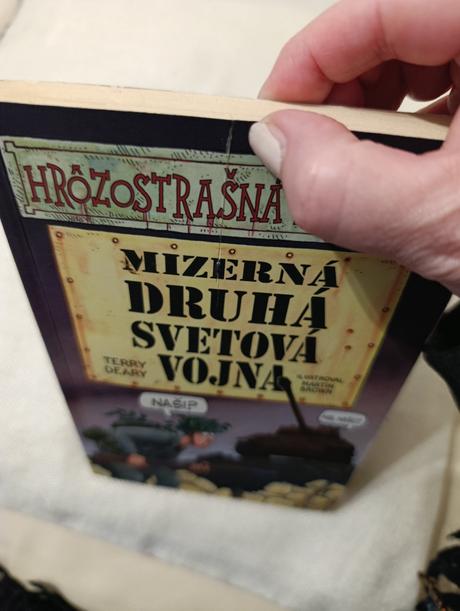 HRÔZOSTRAŠNÁ
MIZERNÁ
DRUHÁ
SVETOVÁ
VOJNA
TERRY
DEARY
ILUSTROVAL
MARTIN
BROWN
NAŠI?